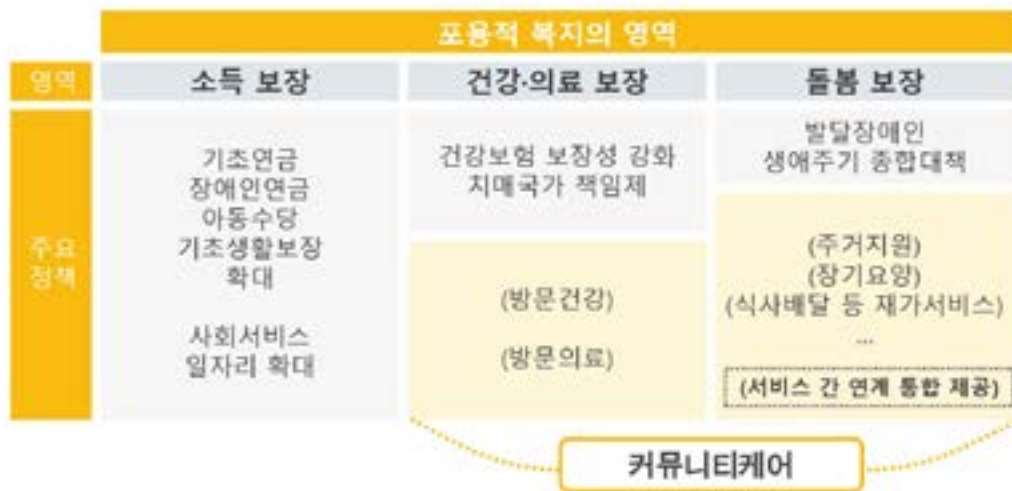 포용적 복지의 영역
영역
소득 보장
건강·의료 보장
돌봄 보장
주요
정책
기초연금
장애인연금
아동수당
기초생활보장
확대
사회서비스
일자리 확대
건강보험 보장성 강화
치매국가 책임제
(방문건강)
(방문의료)
발달장애인
생애주기 종합대책
(주거지원)
(장기요양)
(식사배달 등 재가서비스)
...
(서비스 간 연계 통합 제공)
커뮤니티케어